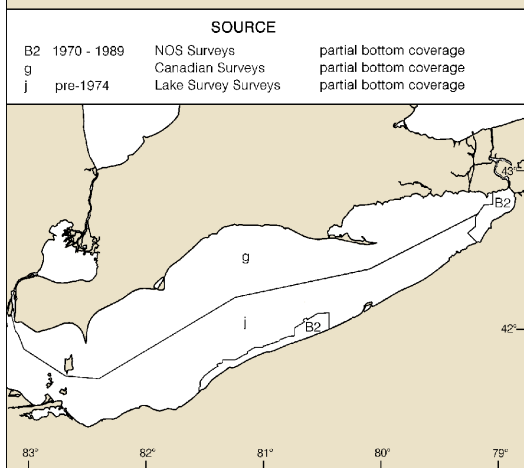 SOURCE
B2 1970 - 1989 NOS Surveys partial bottom coverage
g Canadian Surveys partial bottom coverage
j pre-1974 Lake Survey Surveys partial bottom coverage
43°
B2
g
j
B2
42°
83° 82° 81° 80° 79°